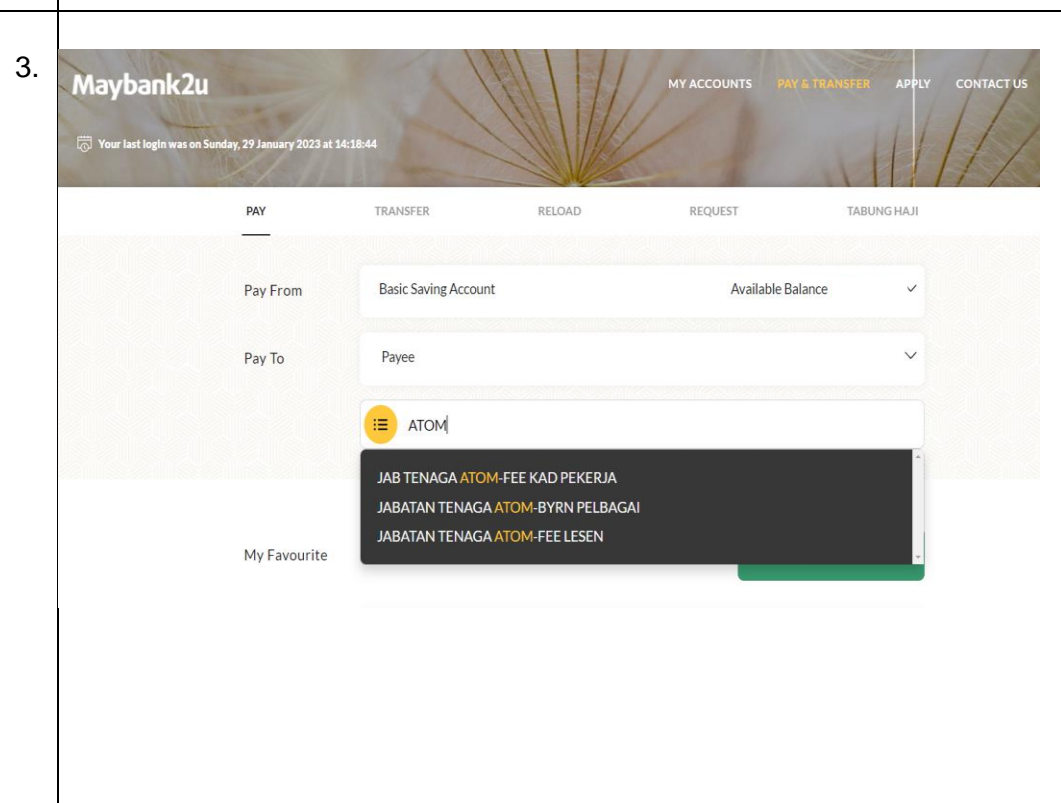 3.
Maybank2u
MY ACCOUNTS PAY & TRANSFER APPLY CONTACT US
Your last login was on Sunday, 29 January 2023 at 14:18:44
PAY TRANSFER RELOAD REQUEST TABUNG HAJI
Pay From Basic Saving Account Available Balance
Pay To Payee
ATOM
JAB TENAGA ATOM-FEE KAD PEKERJA
JABATAN TENAGA ATOM-BYRN PELBAGAI
JABATAN TENAGA ATOM-FEE LESEN
My Favourite